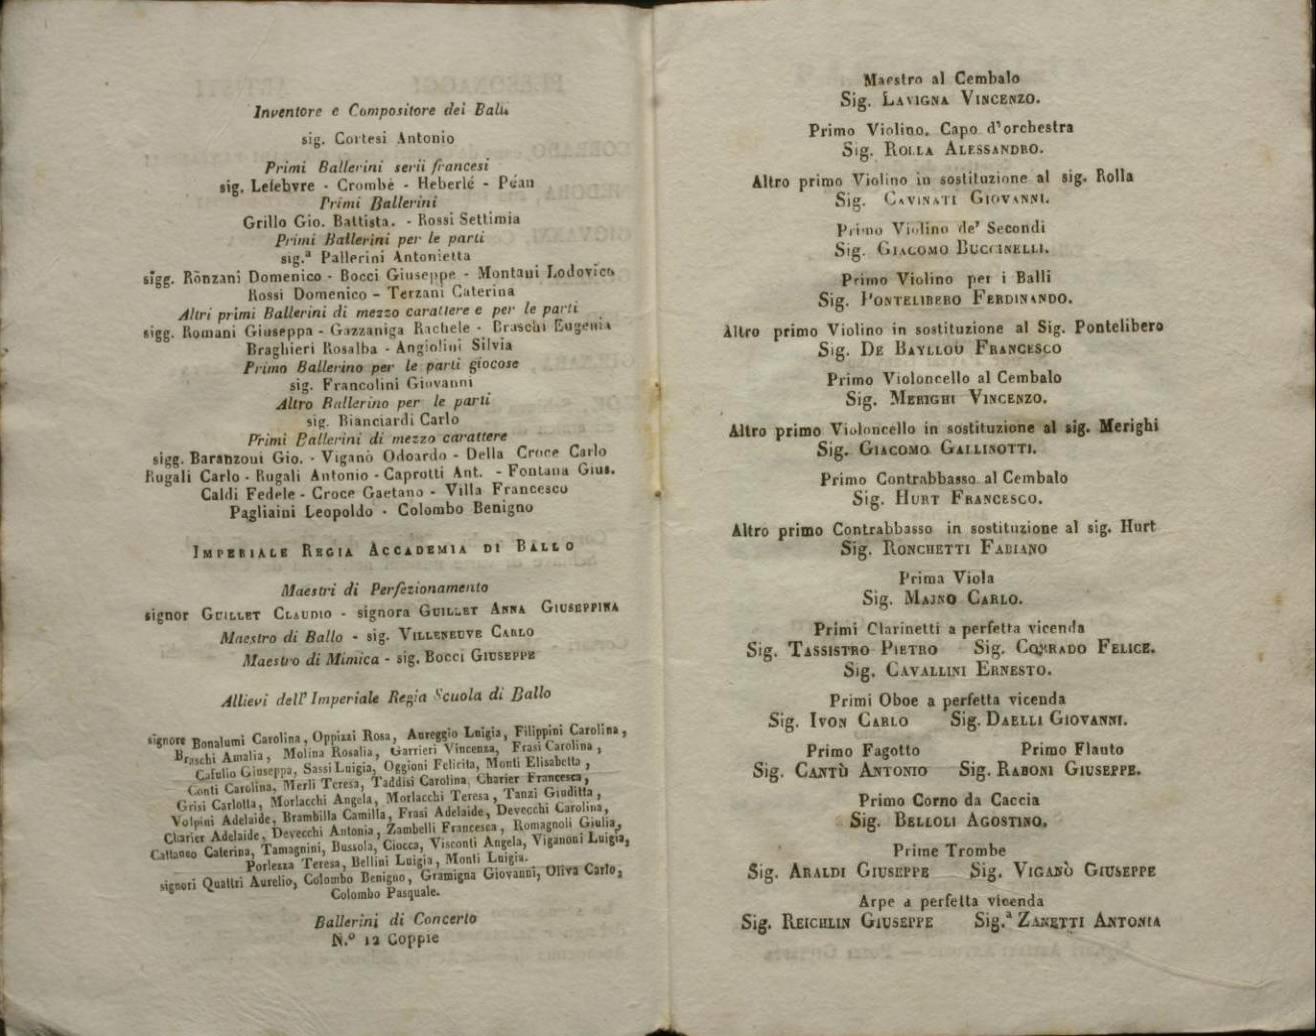 Inventore e Compositore dei Balli
sig. Cortesi Antonio
Primi Ballerini serii francesi
sig. Lefebvre - Crombé - Heberlé - Péan
Primi Ballerini
Grillo Gio. Battista. - Rossi Settimia
Primi Ballerini per le parti
sig.ª Pallerini Antonietta
sigg. Ronzani Domenico - Bocci Giuseppe - Montani Lodovico
Rossi Domenico - Terzani Caterina
Altri primi Ballerini di mezzo carattere e per le parti
sigg. Romani Giuseppa - Gazzaniga Rachele - Braschi Eugenia
Braghieri Rosalba - Angiolini Silvia
Primo Ballerino per le parti giocose
sig. Francolini Giovanni
Altro Ballerino per le parti
sig. Bianciardi Carlo
Primi Ballerini di mezzo carattere
sigg. Baranzoni Gio. - Viganò Odoardo - Della Croce Carlo
Rugali Carlo - Rugali Antonio - Caprotti Ant. - Fontana Gius.
Caldi Fedele - Croce Gaetano - Villa Francesco
Pagliaini Leopoldo - Colombo Benigno
IMPERIALE REGIA ACCADEMIA DI BALLO
Maestri di Perfezionamento
signor GUILLET CLAUDIO - signora GUILLET ANNA GIUSEPPINA
Maestro di Ballo - sig. VILLENEUVE CARLO
Maestro di Mimica - sig. BOCCI GIUSEPPE
Allievi dell' Imperiale Regia Scuola di Ballo
signore Bonalumi Carolina, Oppizzi Rosa, Aureggio Luigia, Filippini Carolina,
Braschi Amalia, Molina Rosalia, Garrieri Vincenza, Frasi Carolina,
Cafulio Giuseppa, Sassi Luigia, Oggioni Felicita, Monti Elisabetta,
Conti Carolina, Merli Teresa, Taddisi Carolina, Charier Francesca,
Grisi Carlotta, Morlacchi Angela, Morlacchi Teresa, Tanzi Giuditta,
Volpini Adelaide, Brambilla Camilla, Frasi Adelaide, Devecchi Carolina,
Charier Adelaide, Devecchi Antonia, Zambelli Francesca, Romagnoli Giulia,
Cattaneo Caterina, Tamagnini, Bussola, Ciocca, Visconti Angela, Viganoni Luigia,
Porlezza Teresa, Bellini Luigia, Monti Luigia.
signori Quattri Aurelio, Colombo Benigno, Gramigna Giovanni, Oliva Carlo,
Colombo Pasquale.
Ballerini di Concerto
N.º 12 Coppie
Maestro al Cembalo
Sig. LAVIGNA VINCENZO.
Primo Violino, Capo d'orchestra
Sig. ROLLA ALESSANDRO.
Altro primo Violino in sostituzione al sig. Rolla
Sig. CAVINATI GIOVANNI.
Primo Violino de' Secondi
Sig. GIACOMO BUCCINELLI.
Primo Violino per i Balli
Sig. PONTELIBERO FERDINANDO.
Altro primo Violino in sostituzione al Sig. Pontelibero
Sig. DE BAYLLOU FRANCESCO
Primo Violoncello al Cembalo
Sig. MERIGHI VINCENZO.
Altro primo Violoncello in sostituzione al sig. Merighi
Sig. GIACOMO GALLINOTTI.
Primo Contrabbasso al Cembalo
Sig. HURT FRANCESCO.
Altro primo Contrabbasso in sostituzione al sig. Hurt
Sig. RONCHETTI FABIANO
Prima Viola
Sig. MAJNO CARLO.
Primi Clarinetti a perfetta vicenda
Sig. TASSISTRO PIETRO Sig. CORRADO FELICE.
Sig. CAVALLINI ERNESTO.
Primi Oboe a perfetta vicenda
Sig. IVON CARLO Sig. DAELLI GIOVANNI.
Primo Fagotto Primo Flauto
Sig. CANTÙ ANTONIO Sig. RABONI GIUSEPPE.
Primo Corno da Caccia
Sig. BELLOLI AGOSTINO.
Prime Trombe
Sig. ARALDI GIUSEPPE Sig. VIGANÒ GIUSEPPE
Arpe a perfetta vicenda
Sig. REICHLIN GIUSEPPE Sig.ª ZANETTI ANTONIA